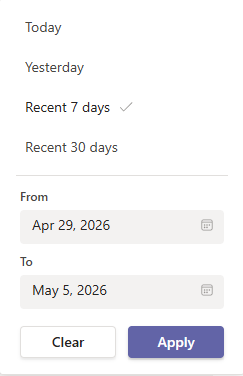 Today
Yesterday
Recent 7 days
Recent 30 days
From
Apr 29, 2026
To
May 5, 2026
Clear
Apply